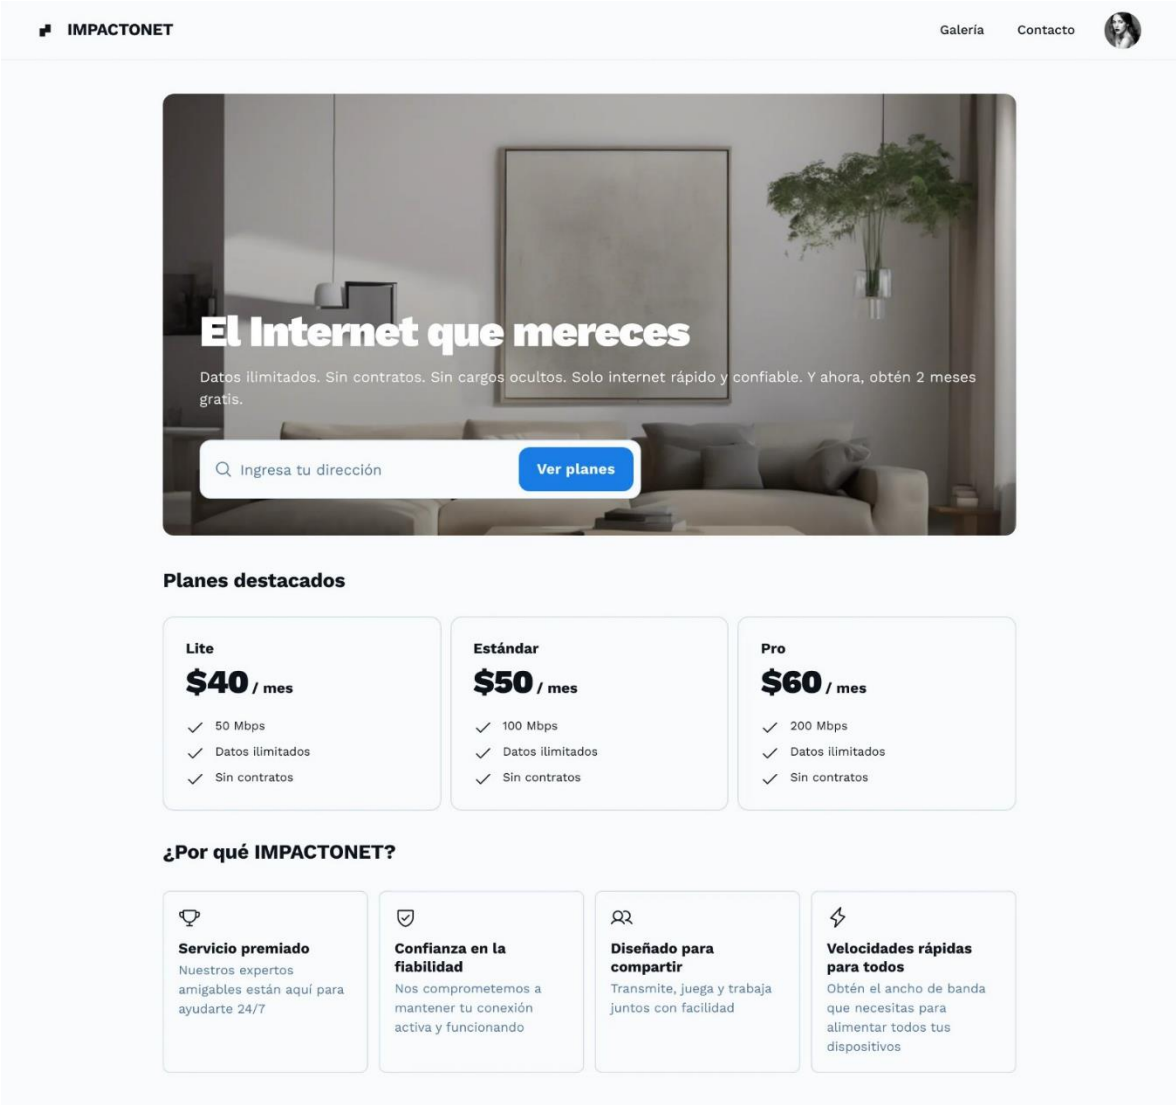 IMPACTONET
Galería
Contacto
El Internet que mereces
Datos ilimitados. Sin contratos. Sin cargos ocultos. Solo internet rápido y confiable. Y ahora, obtén 2 meses
gratis.
Ingresa tu dirección
Ver planes
Planes destacados
Lite
$40 / mes
50 Mbps
Datos ilimitados
Sin contratos
Estándar
$50 / mes
100 Mbps
Datos ilimitados
Sin contratos
Pro
$60 / mes
200 Mbps
Datos ilimitados
Sin contratos
¿Por qué IMPACTONET?
Servicio premiado
Nuestros expertos
amigables están aquí para
ayudarte 24/7
Confianza en la
fiabilidad
Nos comprometemos a
mantener tu conexión
activa y funcionando
Diseñado para
compartir
Transmite, juega y trabaja
juntos con facilidad
Velocidades rápidas
para todos
Obtén el ancho de banda
que necesitas para
alimentar todos tus
dispositivos